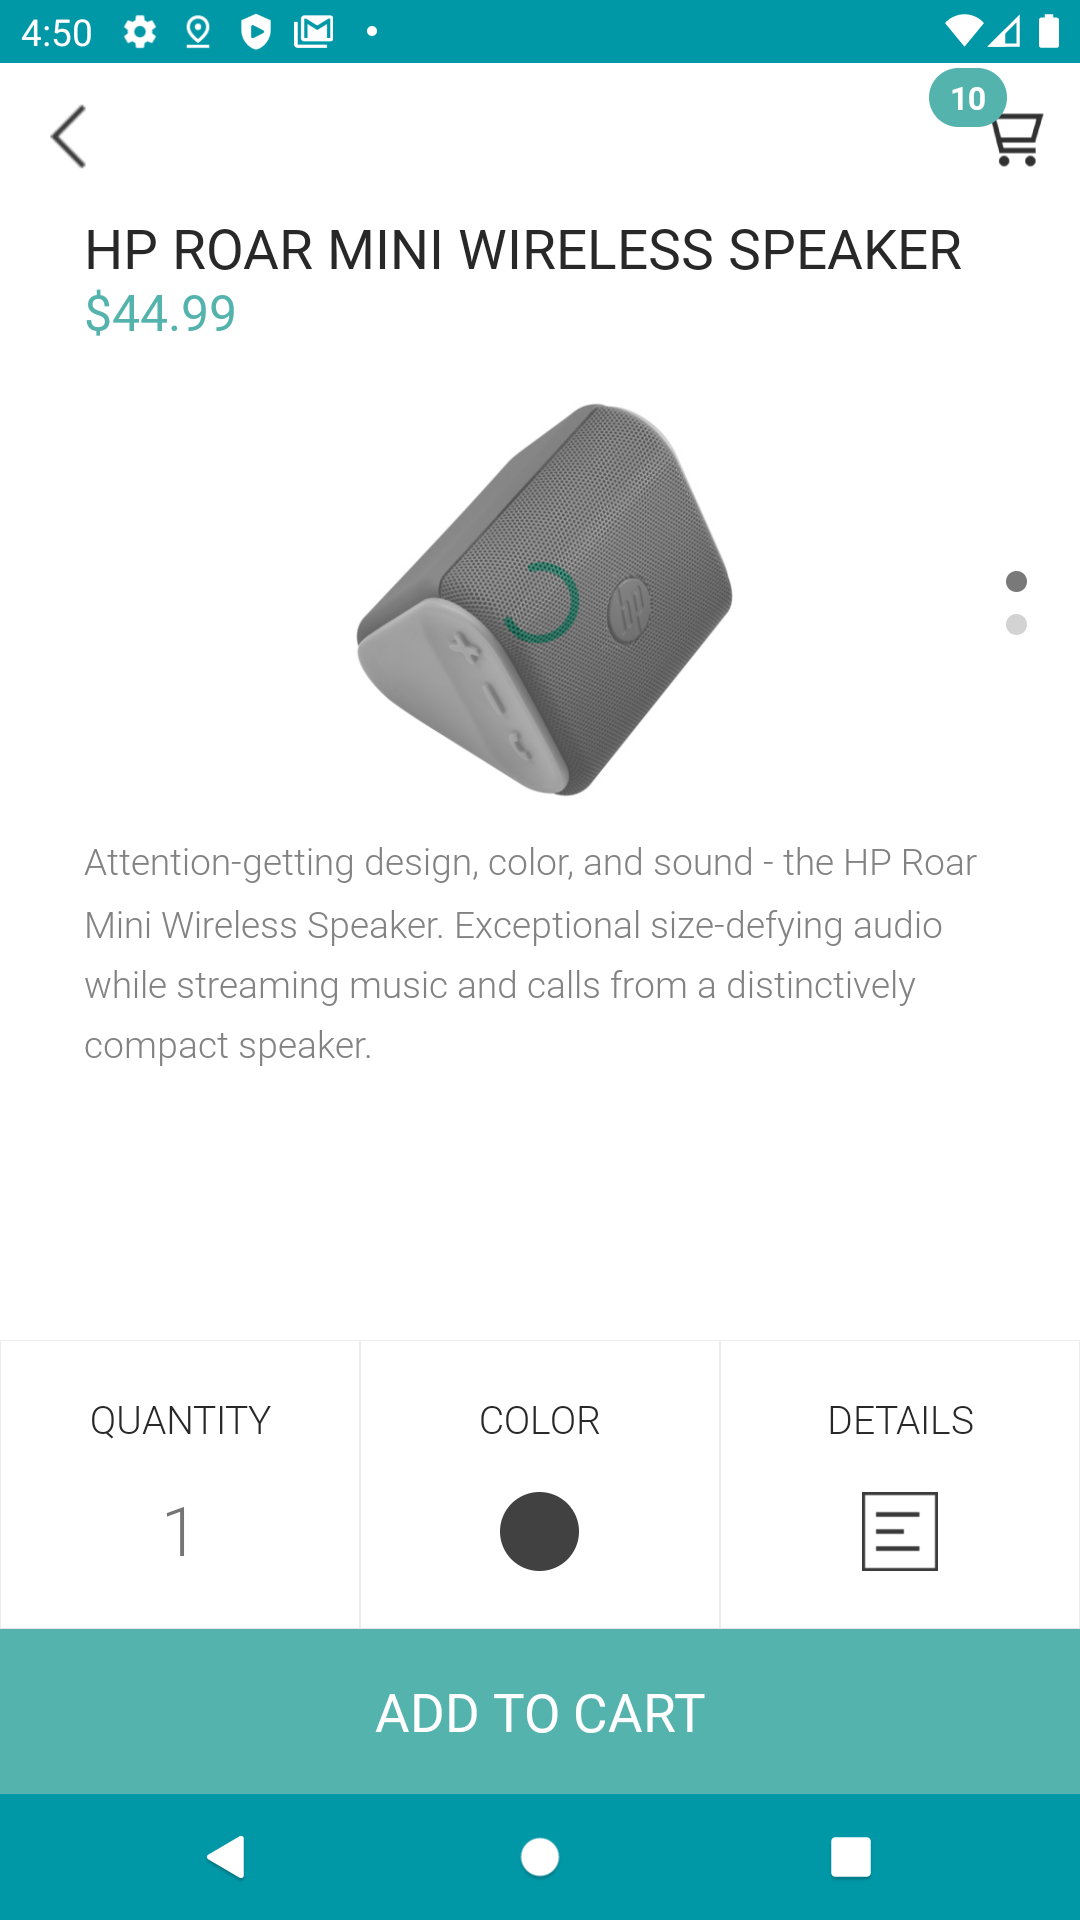 4:50
10
HP ROAR MINI WIRELESS SPEAKER
$44.99
hp
Attention-getting design, color, and sound - the HP Roar
Mini Wireless Speaker. Exceptional size-defying audio
while streaming music and calls from a distinctively
compact speaker.
QUANTITY
COLOR
DETAILS
1
ADD TO CART